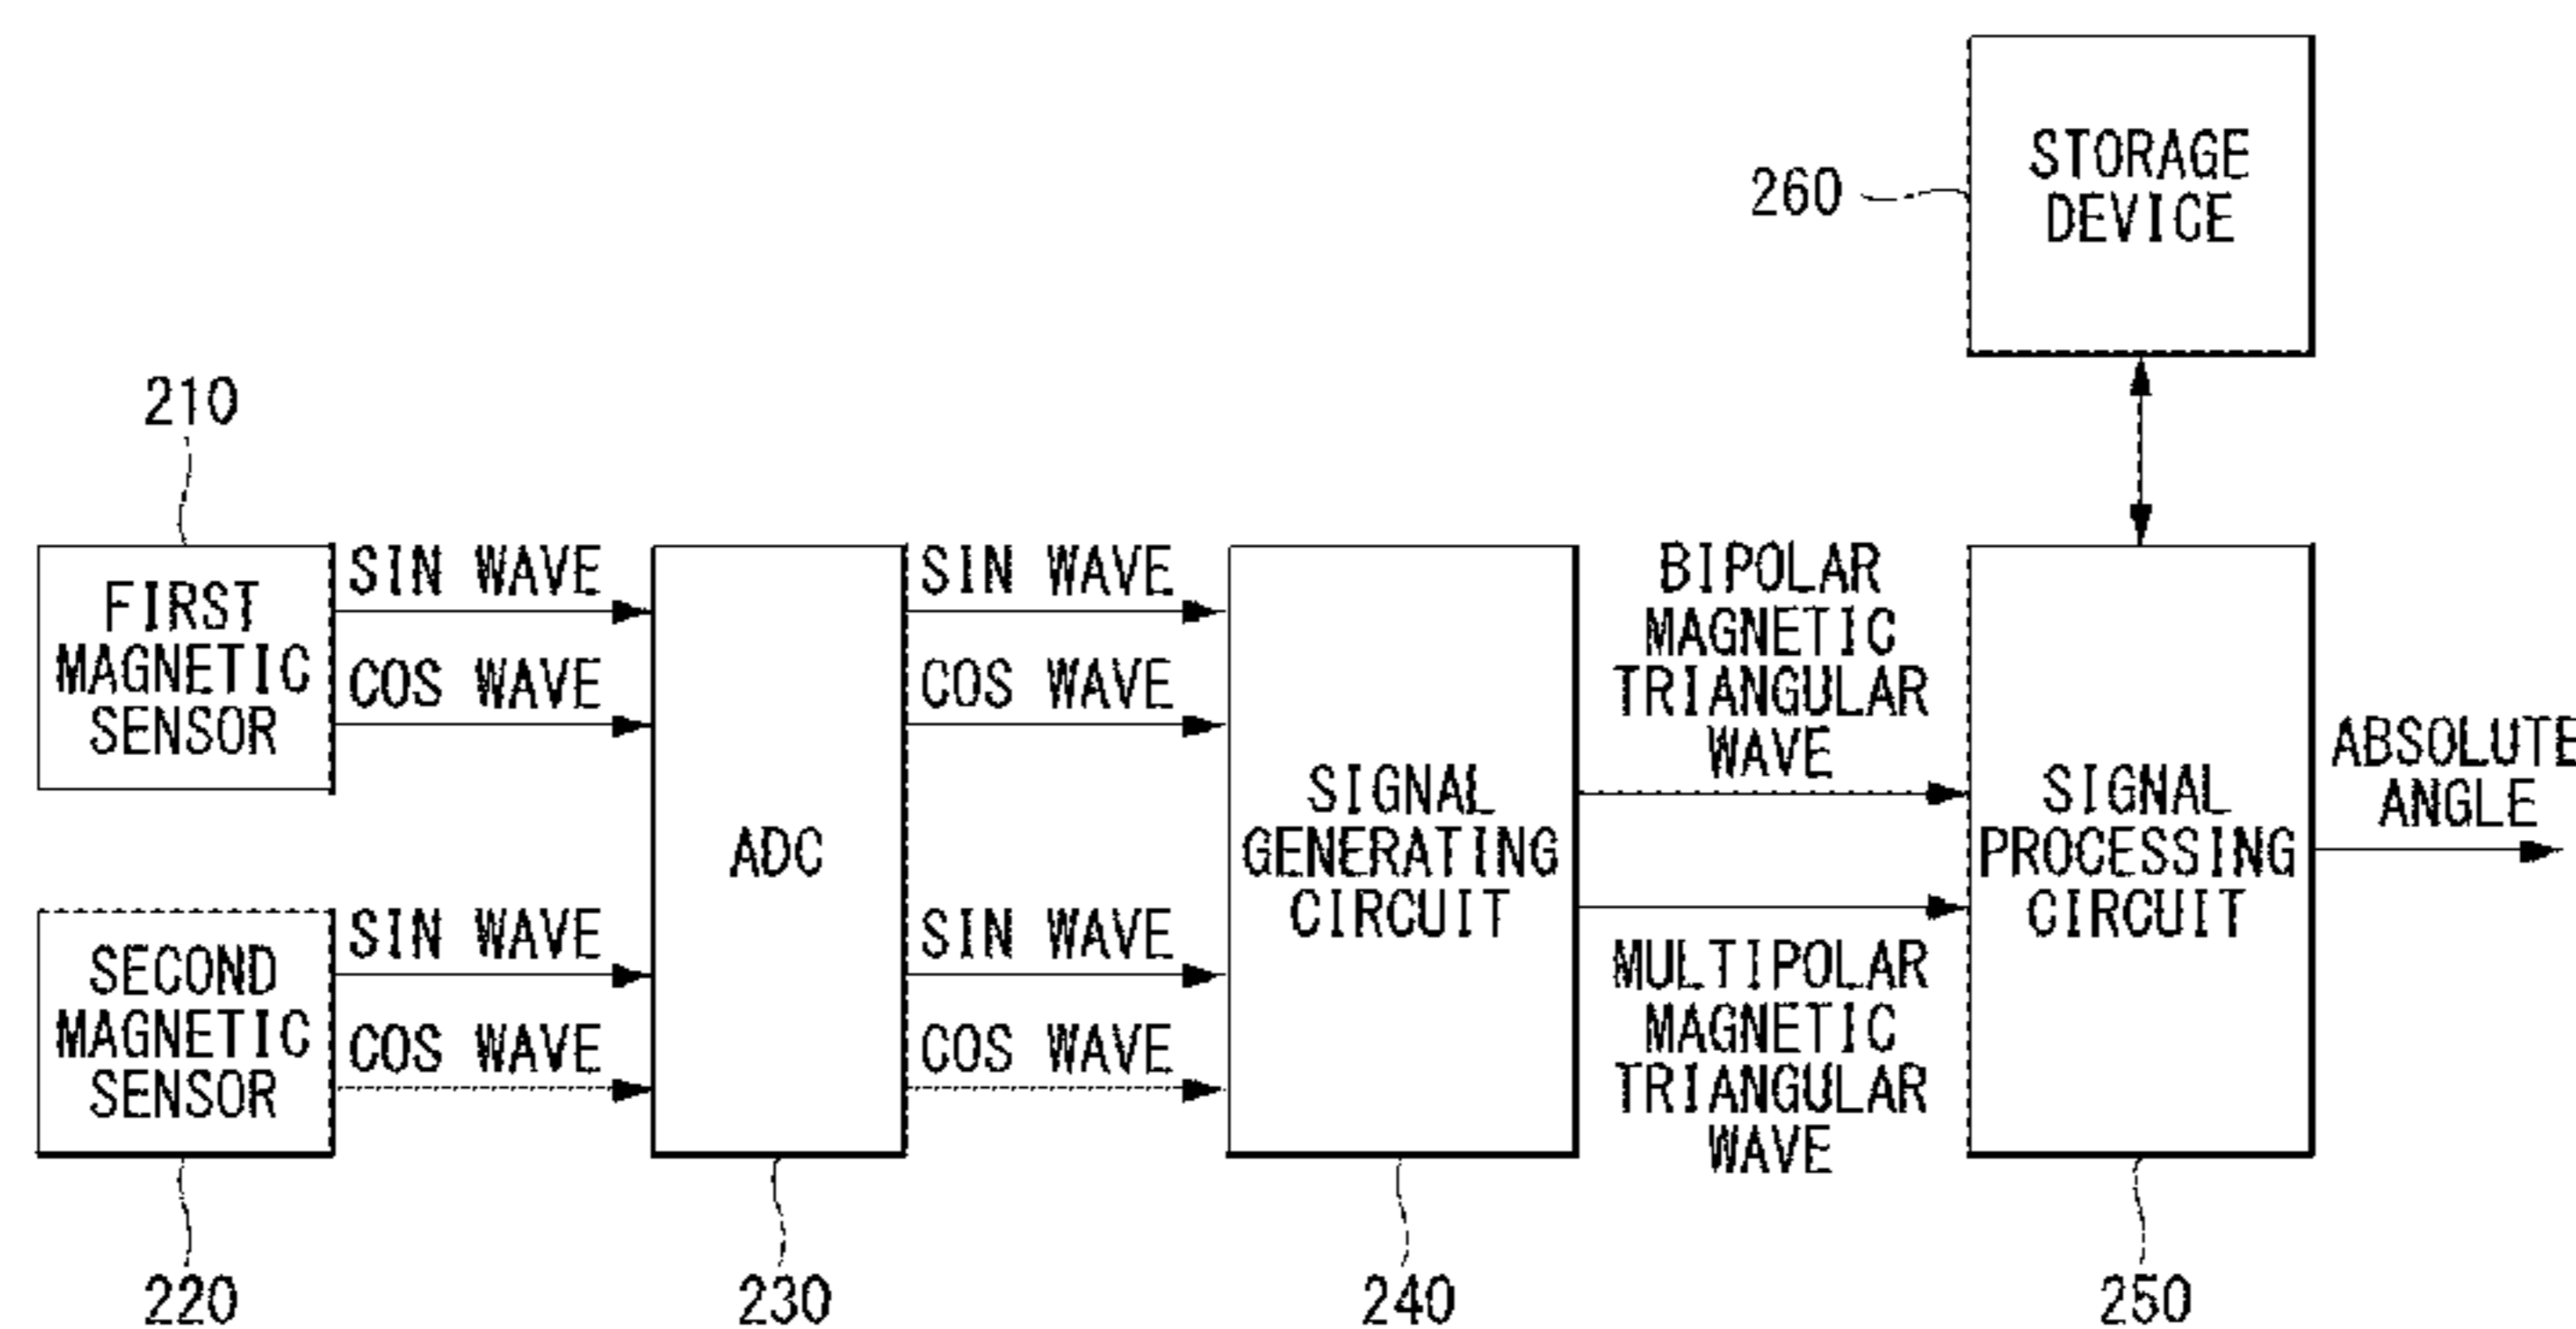 STORAGE
DEVICE
260
210
FIRST
MAGNETIC
SENSOR
SIN WAVE
COS WAVE
SECOND
MAGNETIC
SENSOR
SIN WAVE
COS WAVE
220
ADC
230
SIN WAVE
COS WAVE
SIN WAVE
COS WAVE
SIGNAL
GENERATING
CIRCUIT
240
BIPOLAR
MAGNETIC
TRIANGULAR
WAVE
MULTIPOLAR
MAGNETIC
TRIANGULAR
WAVE
SIGNAL
PROCESSING
CIRCUIT
250
ABSOLUTE
ANGLE